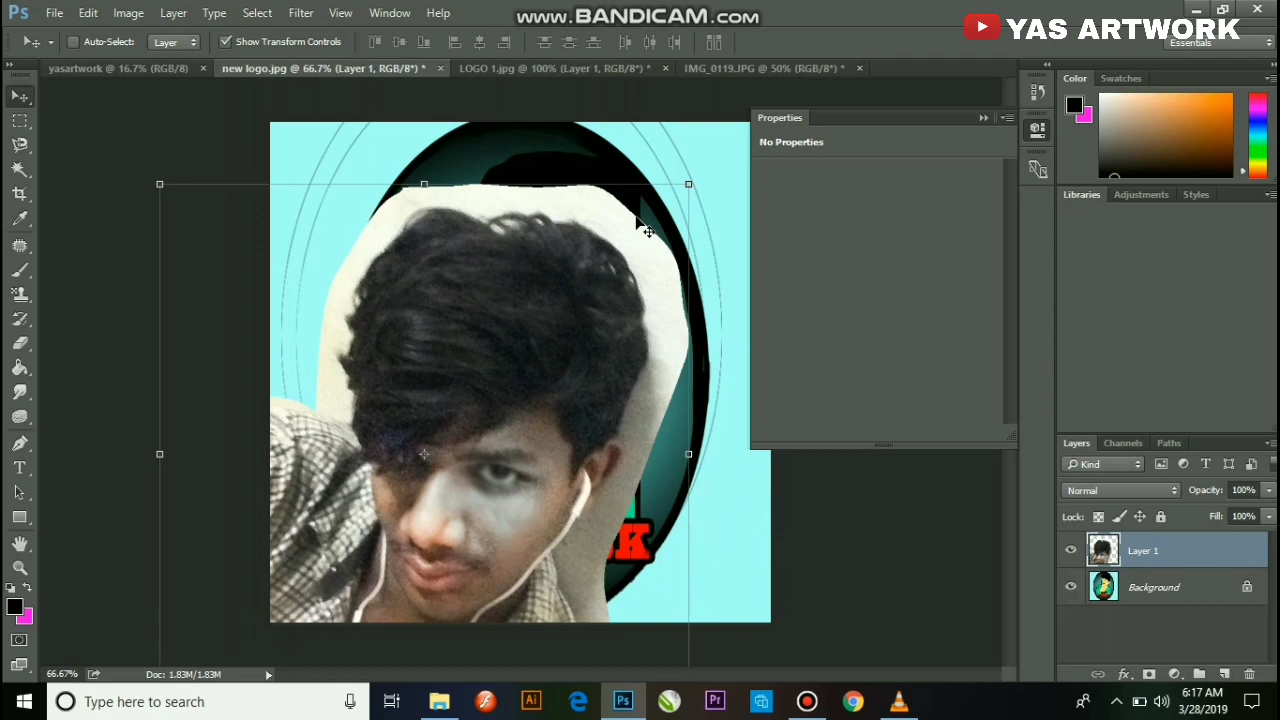 www.BANDICAM.com
YAS ARTWORK
Ps File Edit Image Layer Type Select Filter 3D View Window Help
Auto-Select: Layer Show Transform Controls
Essentials
yasartwork @ 16.7% (RGB/8) × new logo.jpg @ 66.7% (Layer 1, RGB/8*) * × LOGO 1.jpg @ 100% (Layer 1, RGB/8*) * × IMG_0119.JPG @ 50% (RGB/8*) * ×
Properties
No Properties
Color Swatches
Libraries Adjustments Styles
K
Layers Channels Paths
Kind
Normal Opacity: 100%
Lock: Fill: 100%
Layer 1
Background
66.67% Doc: 1.83M/1.83M
Type here to search
Ai Ps Pr
6:17 AM
3/28/2019